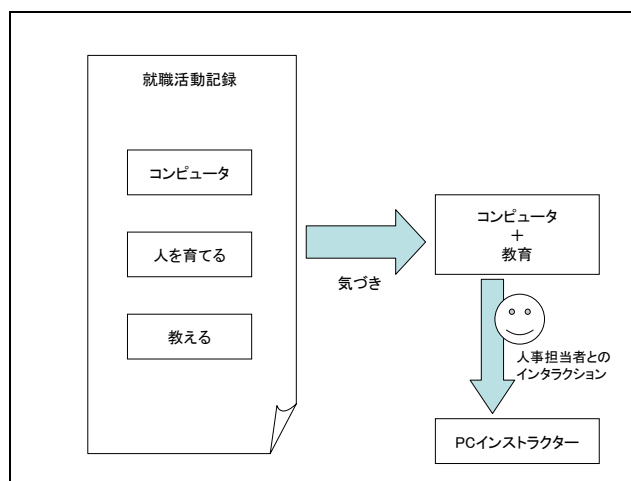 就職活動記録
コンピュータ
人を育てる
教える
気づき
コンピュータ
+
教育
人事担当者との
インタラクション
PCインストラクター